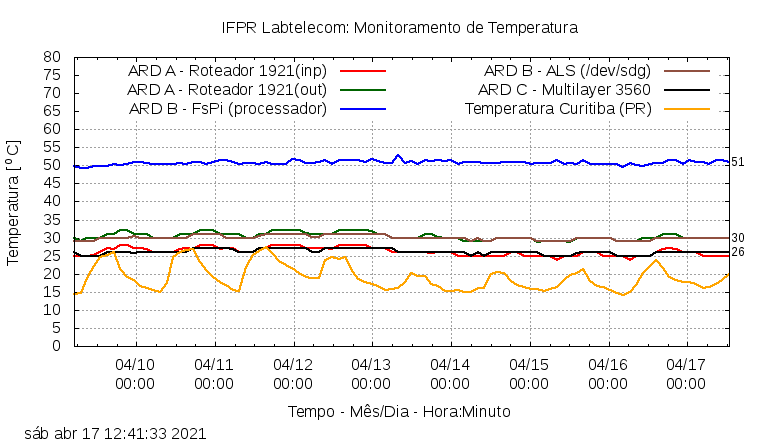 IFPR Labtelecom: Monitoramento de Temperatura
ARD A - Roteador 1921(inp)
ARD A - Roteador 1921(out)
ARD B - FsPi (processador)
ARD B - ALS (/dev/sdg)
ARD C - Multilayer 3560
Temperatura Curitiba (PR)
Temperatura [ºC]
80
75
70
65
60
55
50
45
40
35
30
25
20
15
10
5
0
51
30
26
04/10 00:00
04/11 00:00
04/12 00:00
04/13 00:00
04/14 00:00
04/15 00:00
04/16 00:00
04/17 00:00
Tempo - Mês/Dia - Hora:Minuto
sáb abr 17 12:41:33 2021